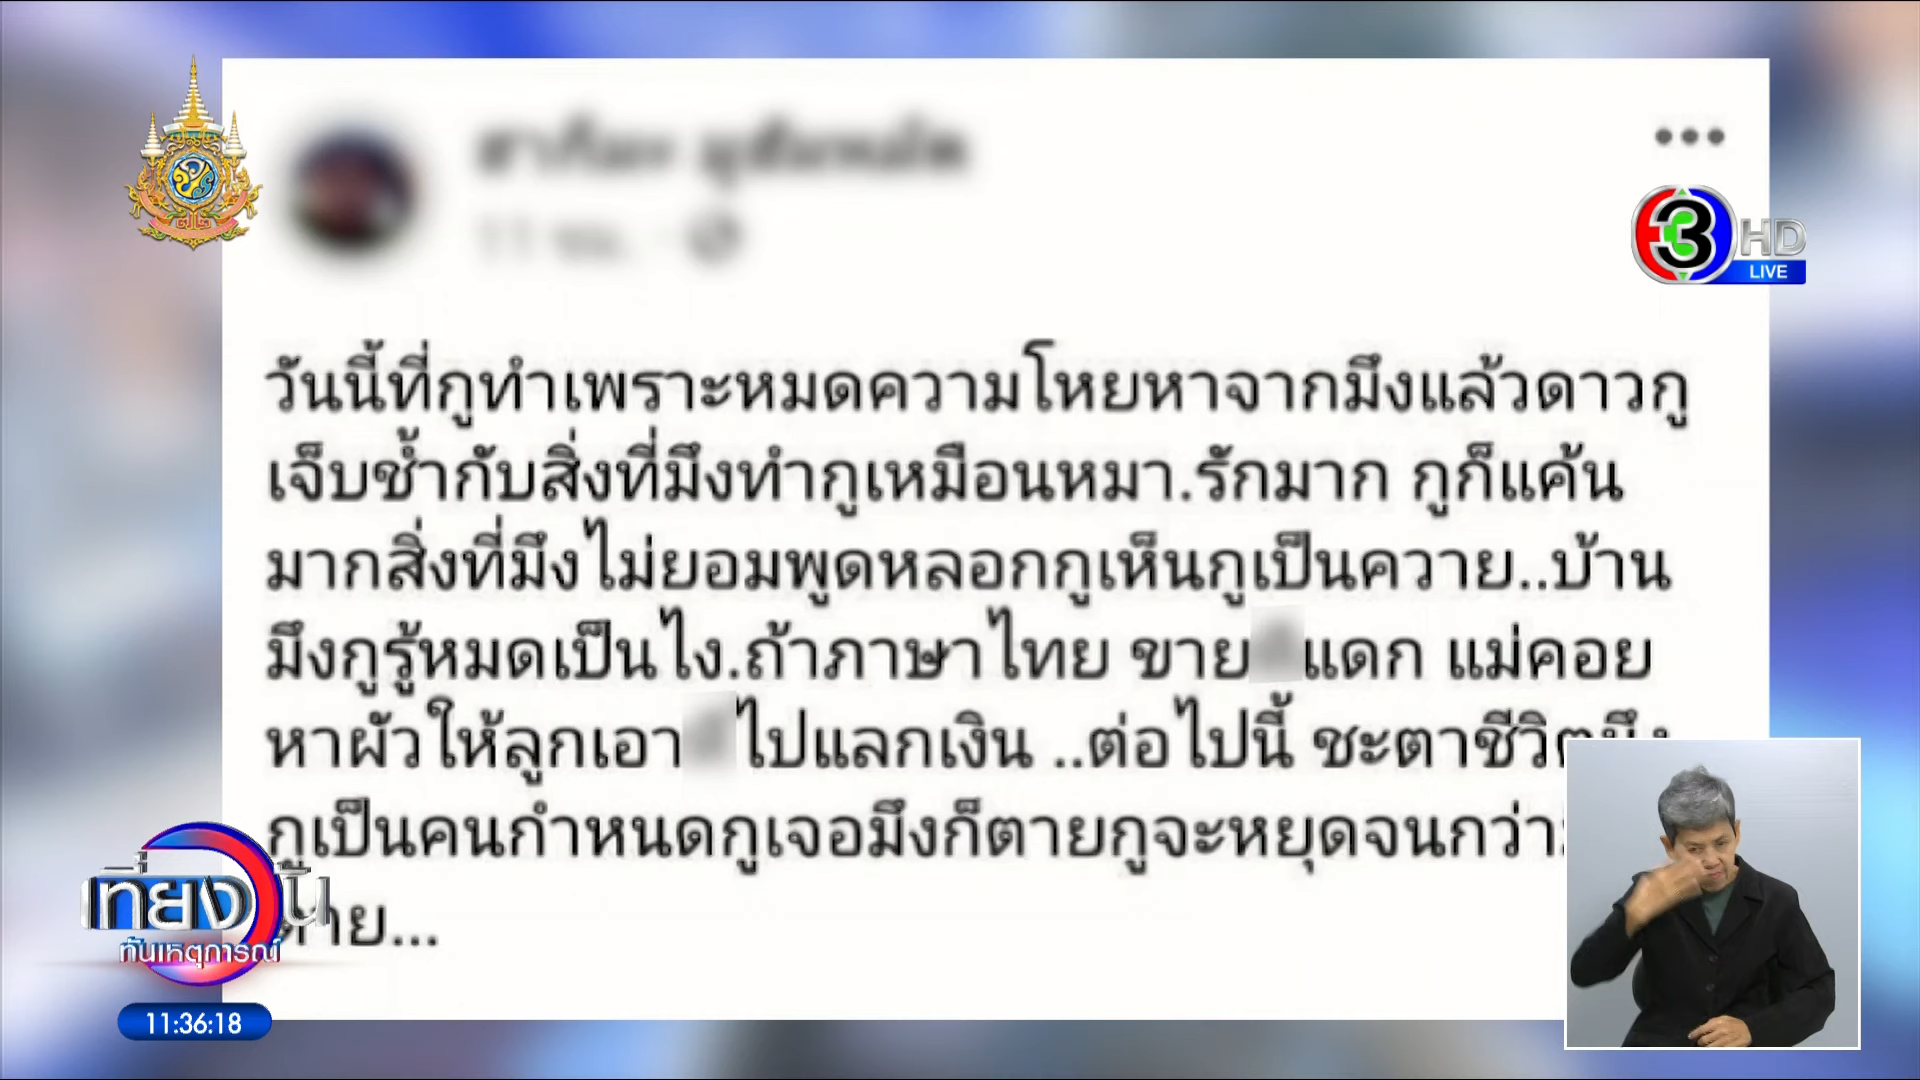 3 HD
LIVE
วันนี้ที่กูทำเพราะหมดความโหยหาจากมึงแล้วดาวกู
เจ็บช้ำกับสิ่งที่มึงทำกูเหมือนหมา.รักมาก กูก็แค้น
มากสิ่งที่มึงไม่ยอมพูดหลอกกูเห็นกูเป็นควาย..บ้าน
มึงกูรู้หมดเป็นไง.ถ้าภาษาไทย ขาย แดก แม่คอย
หาผัวให้ลูกเอา ไปแลกเงิน ..ต่อไปนี้ ชะตาชีวิตมึง
กูเป็นคนกำหนดกูเจอมึงก็ตายกูจะหยุดจนกว่า
ตาย...
เที่ยงวัน
ทันเหตุการณ์
11:36:18